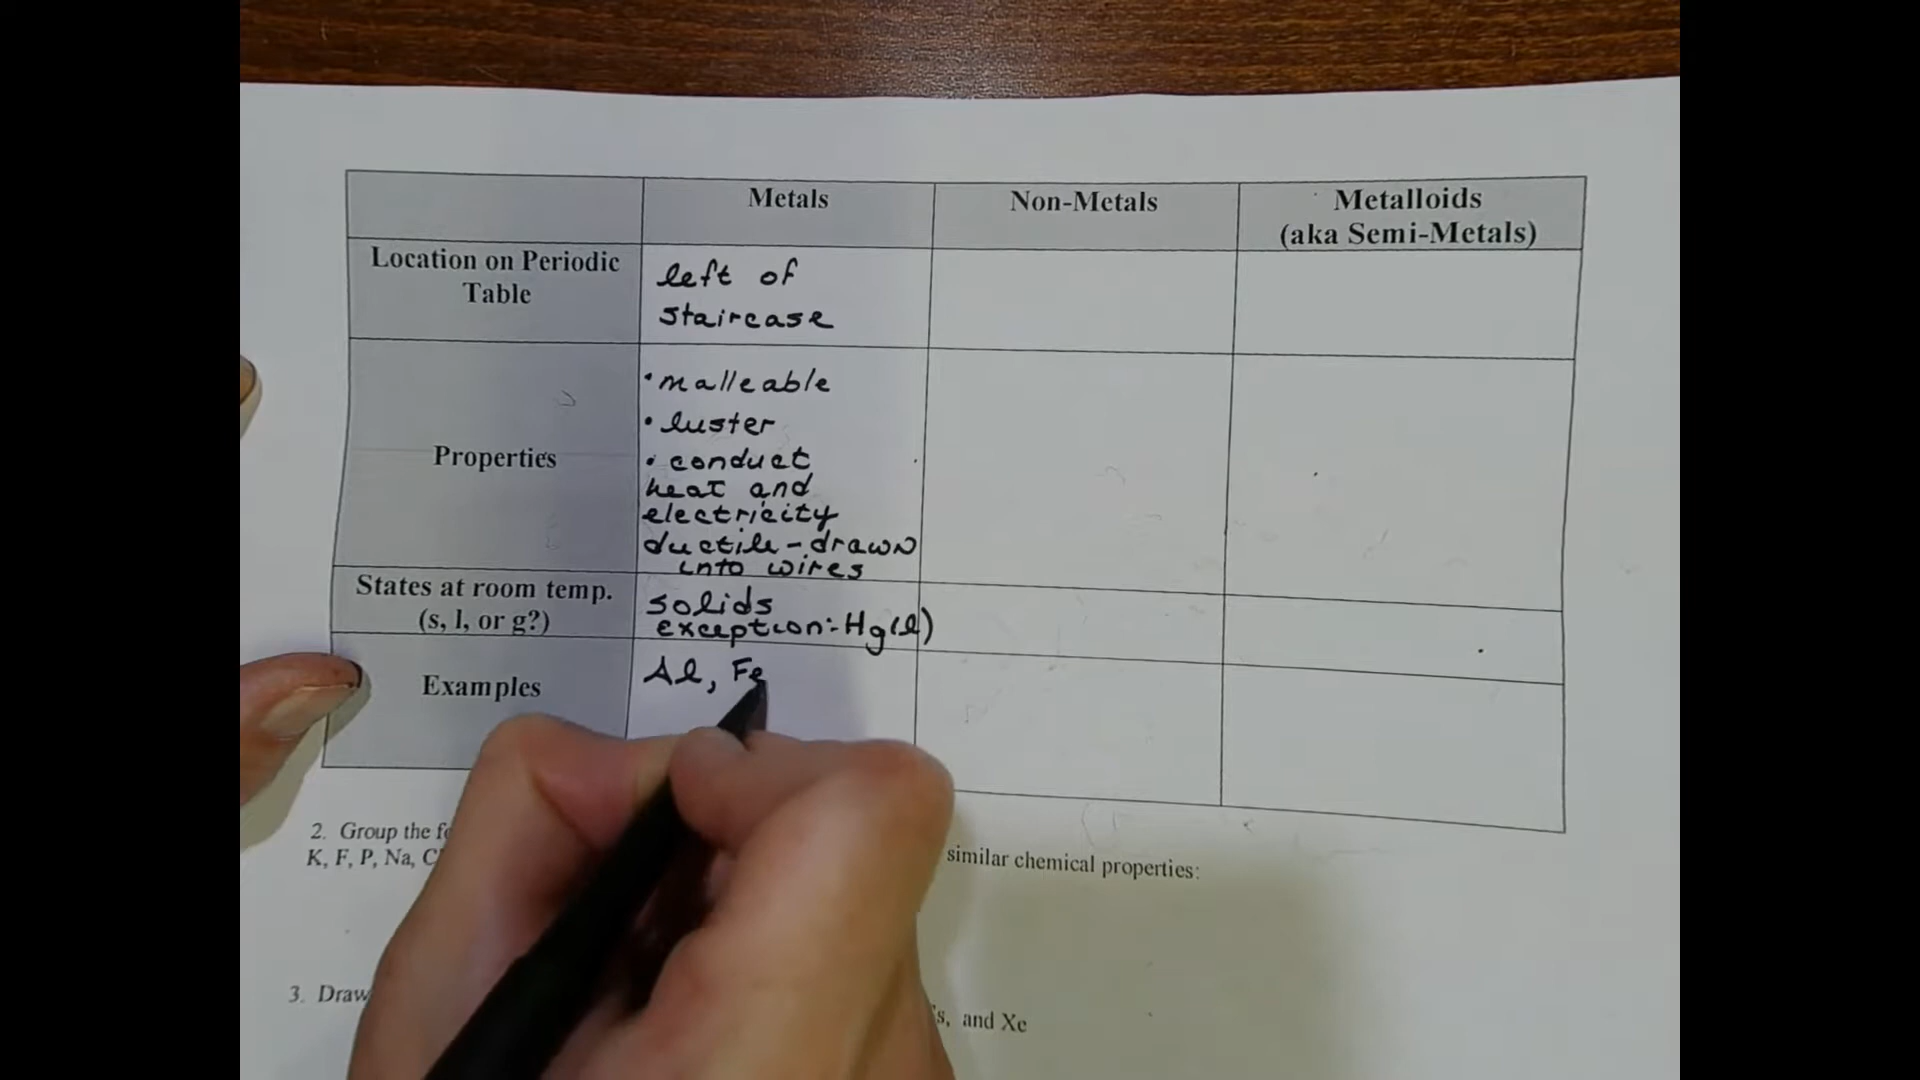 Metals
Non-Metals
Metalloids
(aka Semi-Metals)
Location on Periodic
Table
left of
staircase
Properties
• malleable
• luster
• conduct
heat and
electricity
ductile - drawn
into wires
States at room temp.
(s, l, or g?)
solids
exception:- Hg(l)
Examples
Al, Fe
2. Group the
K, F, P, Na,
similar chemical properties:
3. Draw
and Xe